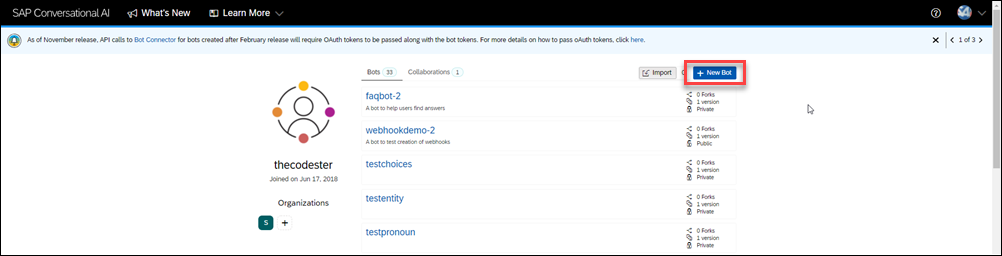 SAP Conversational AI What's New Learn More
As of November release, API calls to Bot Connector for bots created after February release will require OAuth tokens to be passed along with the bot tokens. For more details on how to pass oAuth tokens, click here. 1 of 3
Bots 33 Collaborations 1 Import + New Bot
faqbot-2
A bot to help users find answers
0 Forks
1 version
Private
webhookdemo-2
A bot to test creation of webhooks
0 Forks
1 version
Public
testchoices
0 Forks
1 version
Private
testentity
0 Forks
1 version
Private
testpronoun
0 Forks
1 version
Private
thecodester
Joined on Jun 17, 2018
Organizations
S +